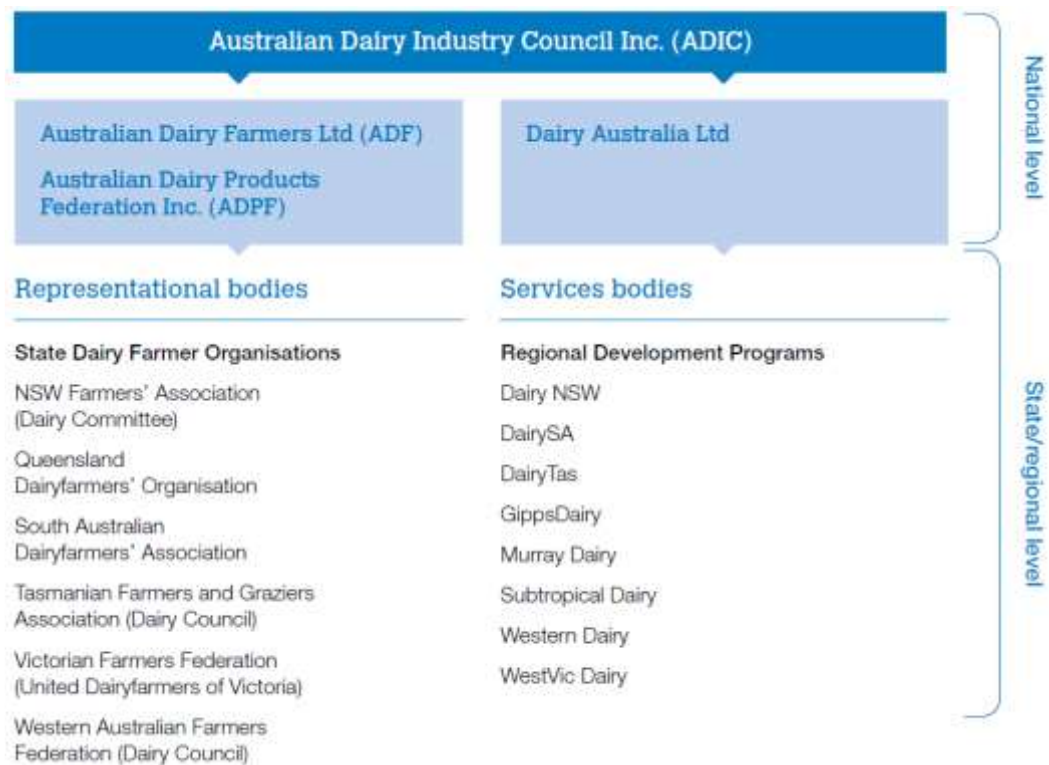 Australian Dairy Industry Council Inc. (ADIC)
Australian Dairy Farmers Ltd (ADF)
Australian Dairy Products
Federation Inc. (ADPF)
Dairy Australia Ltd
National level
Representational bodies
State Dairy Farmer Organisations
NSW Farmers' Association
(Dairy Committee)
Queensland
Dairyfarmers' Organisation
South Australian
Dairyfarmers' Association
Tasmanian Farmers and Graziers
Association (Dairy Council)
Victorian Farmers Federation
(United Dairyfarmers of Victoria)
Western Australian Farmers
Federation (Dairy Council)
Services bodies
Regional Development Programs
Dairy NSW
DairySA
DairyTas
GippsDairy
Murray Dairy
Subtropical Dairy
Western Dairy
WestVic Dairy
State/regional level